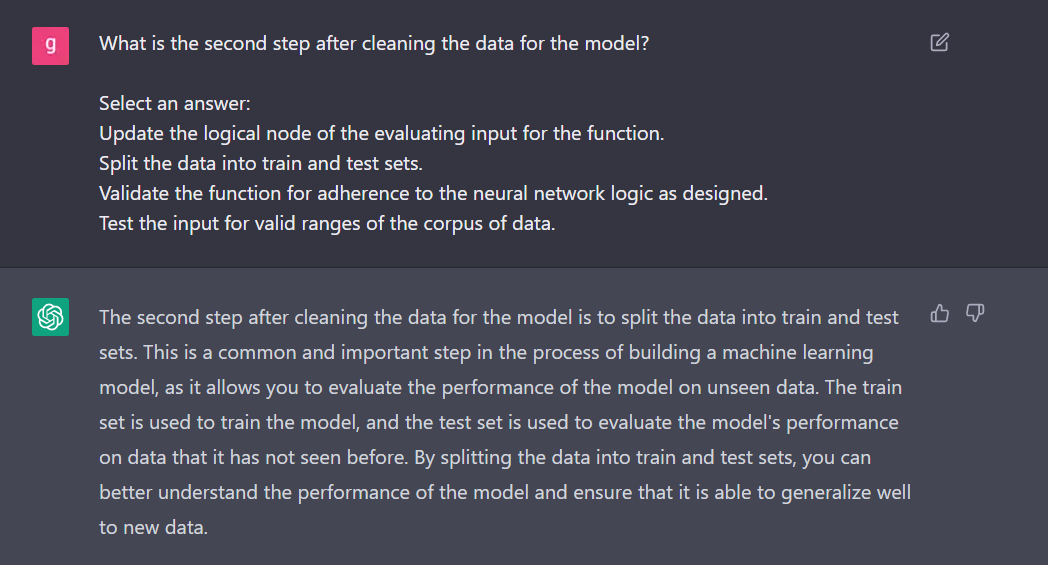 g
What is the second step after cleaning the data for the model?
Select an answer:
Update the logical node of the evaluating input for the function.
Split the data into train and test sets.
Validate the function for adherence to the neural network logic as designed.
Test the input for valid ranges of the corpus of data.
The second step after cleaning the data for the model is to split the data into train and test
sets. This is a common and important step in the process of building a machine learning
model, as it allows you to evaluate the performance of the model on unseen data. The train
set is used to train the model, and the test set is used to evaluate the model's performance
on data that it has not seen before. By splitting the data into train and test sets, you can
better understand the performance of the model and ensure that it is able to generalize well
to new data.